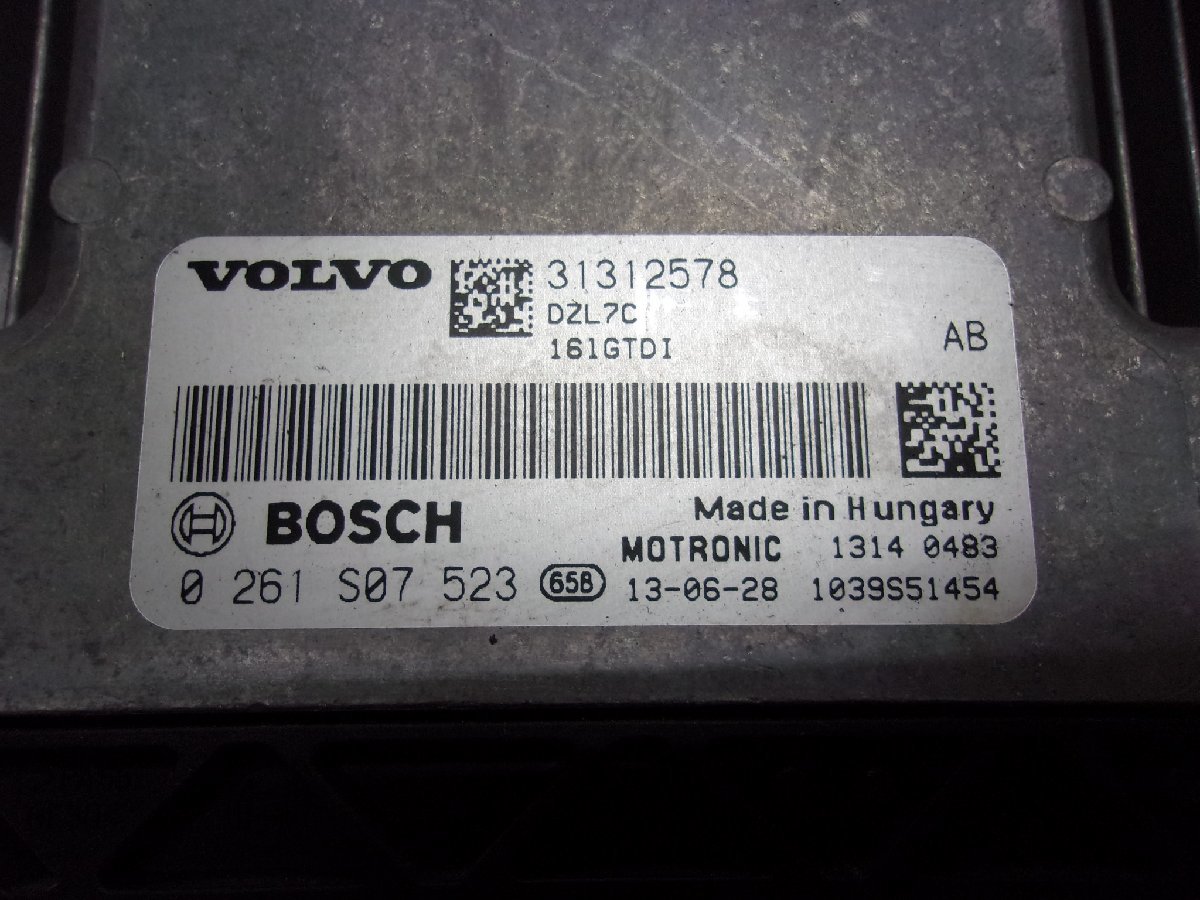 VOLVO 31312578
DZL7C
161GTDI
AB
BOSCH Made in Hungary
MOTRONIC 1314 0483
0 261 S07 523 65B 13-06-28 1039S51454